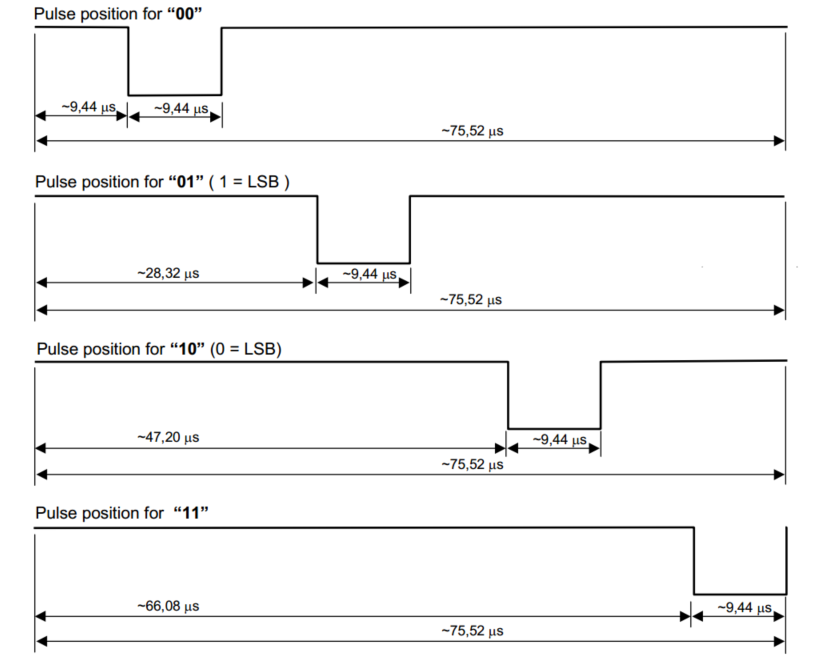 Pulse position for “00”
~9,44 μs
~9,44 μs
~75,52 μs
Pulse position for “01” ( 1 = LSB )
~28,32 μs
~9,44 μs
~75,52 μs
Pulse position for “10” (0 = LSB)
~47,20 μs
~9,44 μs
~75,52 μs
Pulse position for “11”
~66,08 μs
~9,44 μs
~75,52 μs